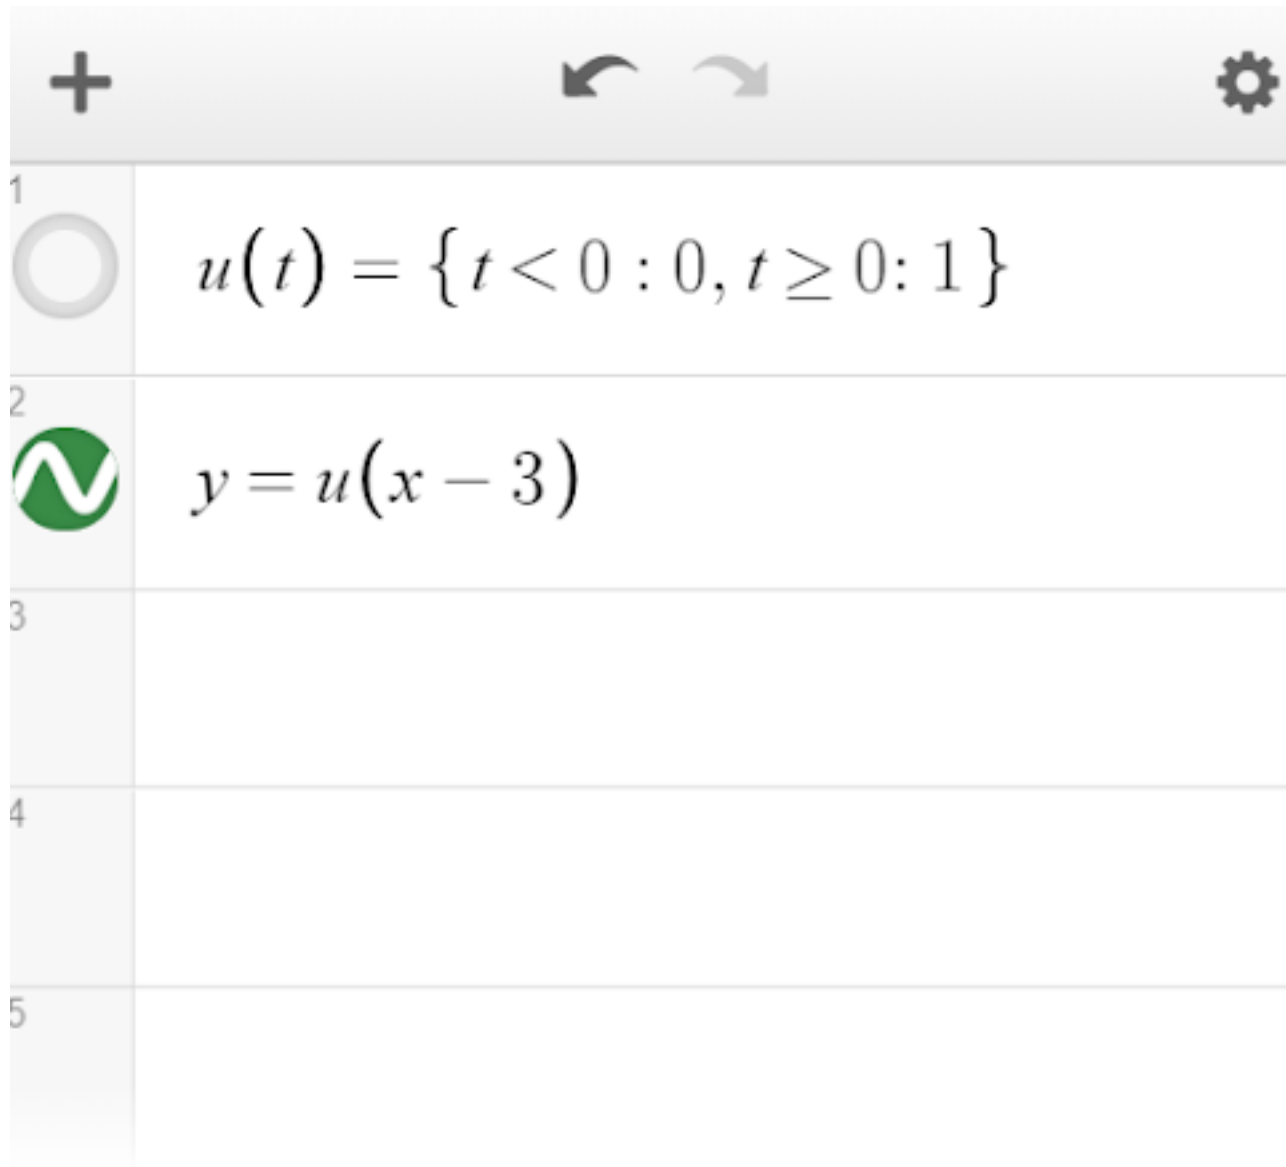 1
u(t) = {t < 0 : 0, t ≥ 0: 1}
2
y = u(x − 3)
3
4
5